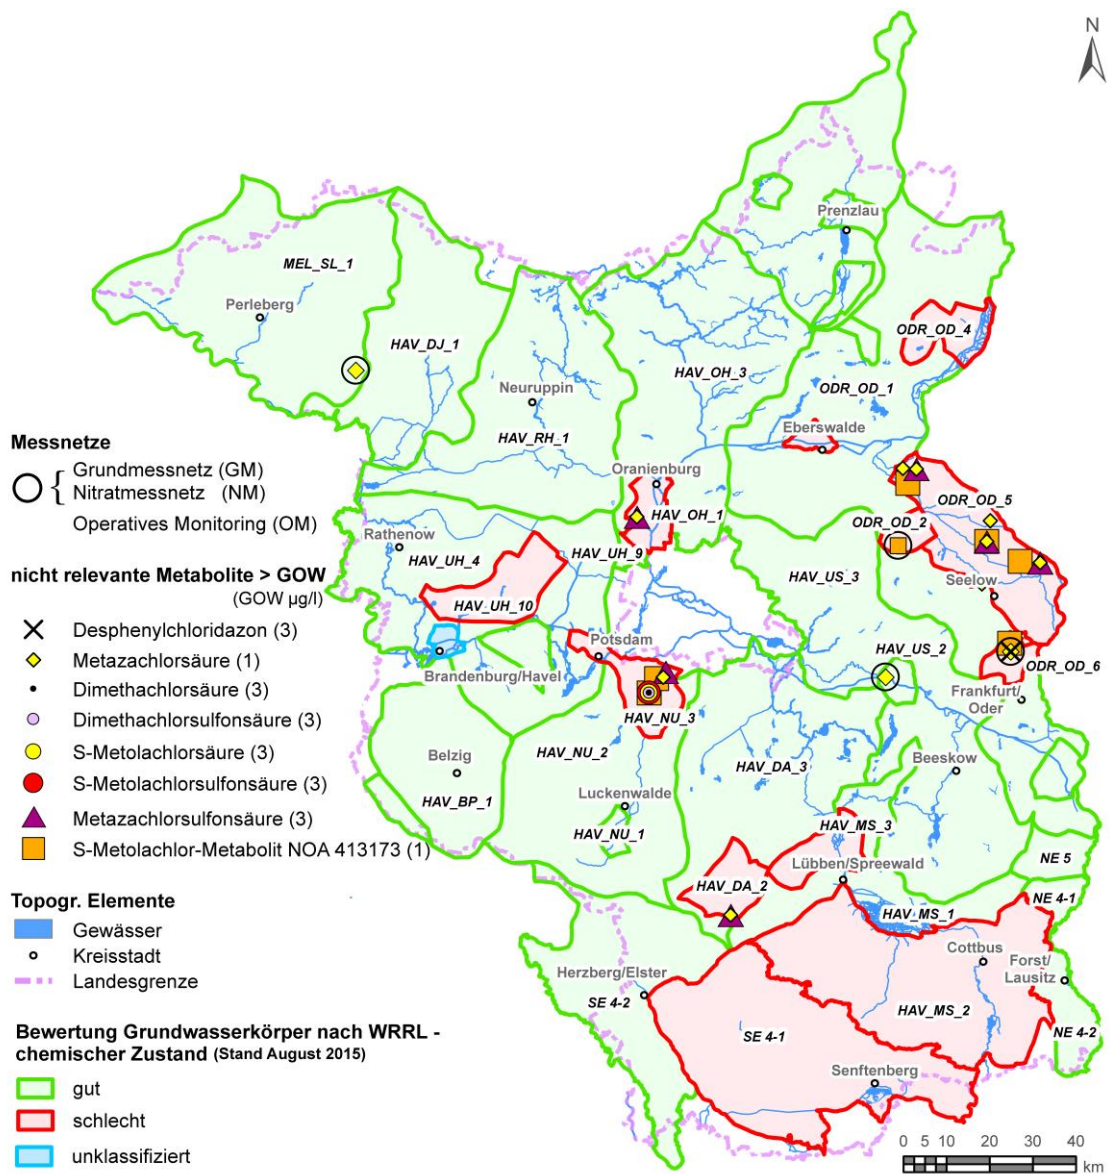 N
Prenzlau
MEL_SL_1
Perleberg
HAV_DJ_1
ODR_OD_4
HAV_OH_3
ODR_OD_1
Neuruppin
HAV_RH_1
Eberswalde
Oranienburg
HAV_OH_1
ODR_OD_5
ODR_OD_2
Rathenow
HAV_UH_4
HAV_UH_9
HAV_US_3
Seelow
HAV_UH_10
Potsdam
HAV_US_2
ODR_OD_6
Brandenburg/Havel
Frankfurt/
Oder
HAV_NU_3
HAV_NU_2
Belzig
HAV_DA_3
Beeskow
HAV_BP_1
Luckenwalde
HAV_NU_1
HAV_MS_3
Lübben/Spreewald
NE 5
HAV_DA_2
NE 4-1
HAV_MS_1
Cottbus
Forst/
Lausitz
Herzberg/Elster
SE 4-2
HAV_MS_2
SE 4-1
NE 4-2
Senftenberg
Messnetze
Grundmessnetz (GM)
{
Nitratmessnetz (NM)
Operatives Monitoring (OM)
nicht relevante Metabolite > GOW
(GOW µg/l)
Desphenylchloridazon (3)
Metazachlorsäure (1)
Dimethachlorsäure (3)
Dimethachlorsulfonsäure (3)
S-Metolachlorsäure (3)
S-Metolachlorsulfonsäure (3)
Metazachlorsulfonsäure (3)
S-Metolachlor-Metabolit NOA 413173 (1)
Topogr. Elemente
Gewässer
Kreisstadt
Landesgrenze
Bewertung Grundwasserkörper nach WRRL -
chemischer Zustand (Stand August 2015)
gut
schlecht
unklassifiziert
0 5 10 20 30 40
km